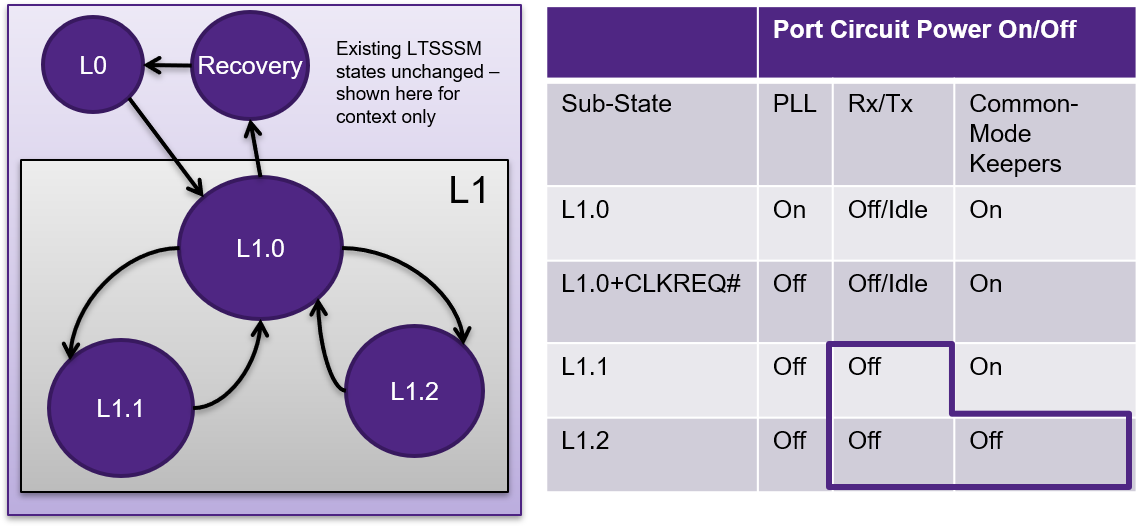 L0
Recovery
Existing LTSSSM
states unchanged –
shown here for
context only
L1
L1.0
L1.1
L1.2
Port Circuit Power On/Off
Sub-State PLL Rx/Tx Common-
Mode
Keepers
L1.0 On Off/Idle On
L1.0+CLKREQ# Off Off/Idle On
L1.1 Off Off On
L1.2 Off Off Off